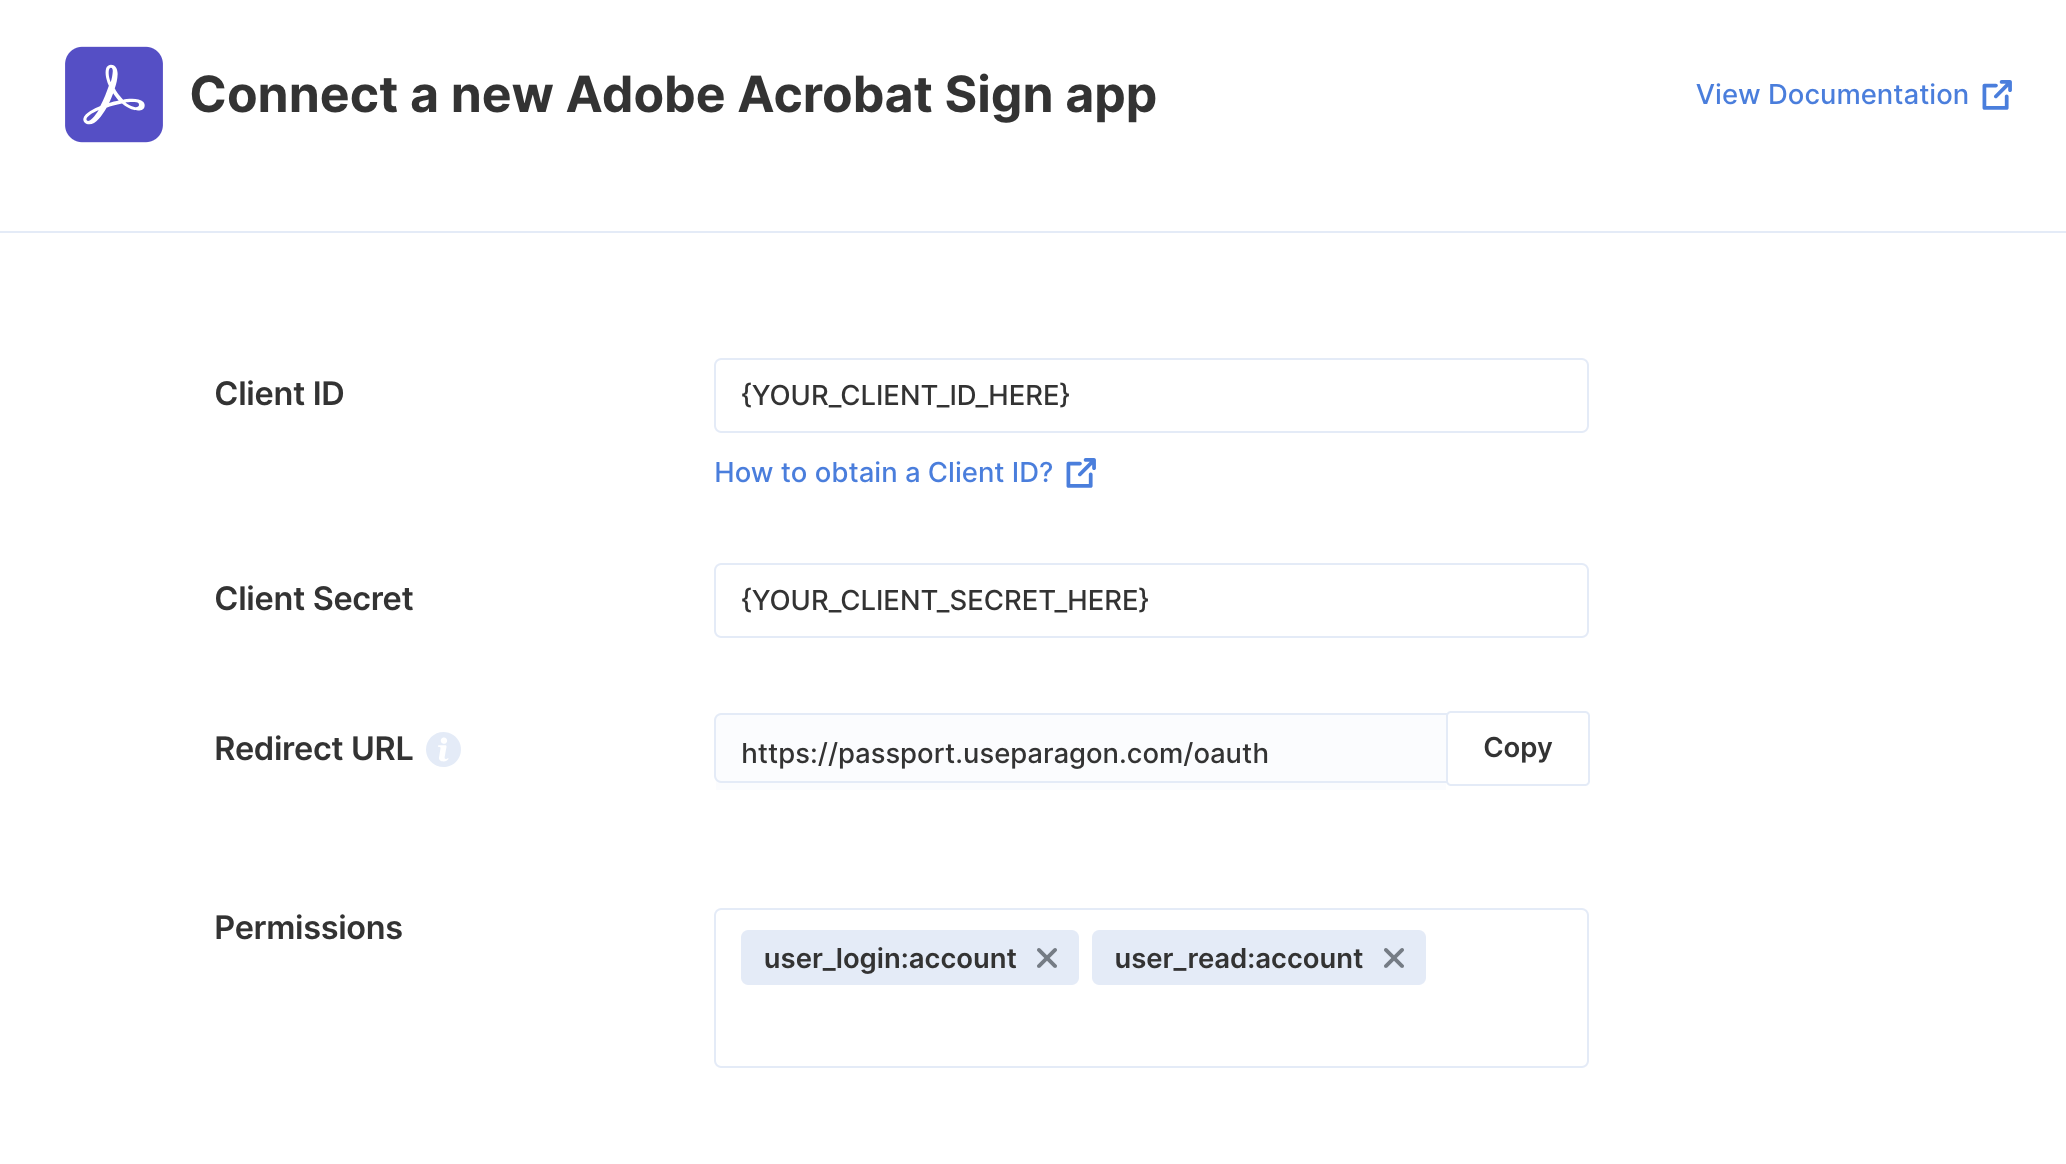 Connect a new Adobe Acrobat Sign app
View Documentation
Client ID
{YOUR_CLIENT_ID_HERE}
How to obtain a Client ID?
Client Secret
{YOUR_CLIENT_SECRET_HERE}
Redirect URL
i
https://passport.useparagon.com/oauth
Copy
Permissions
user_login:account
user_read:account